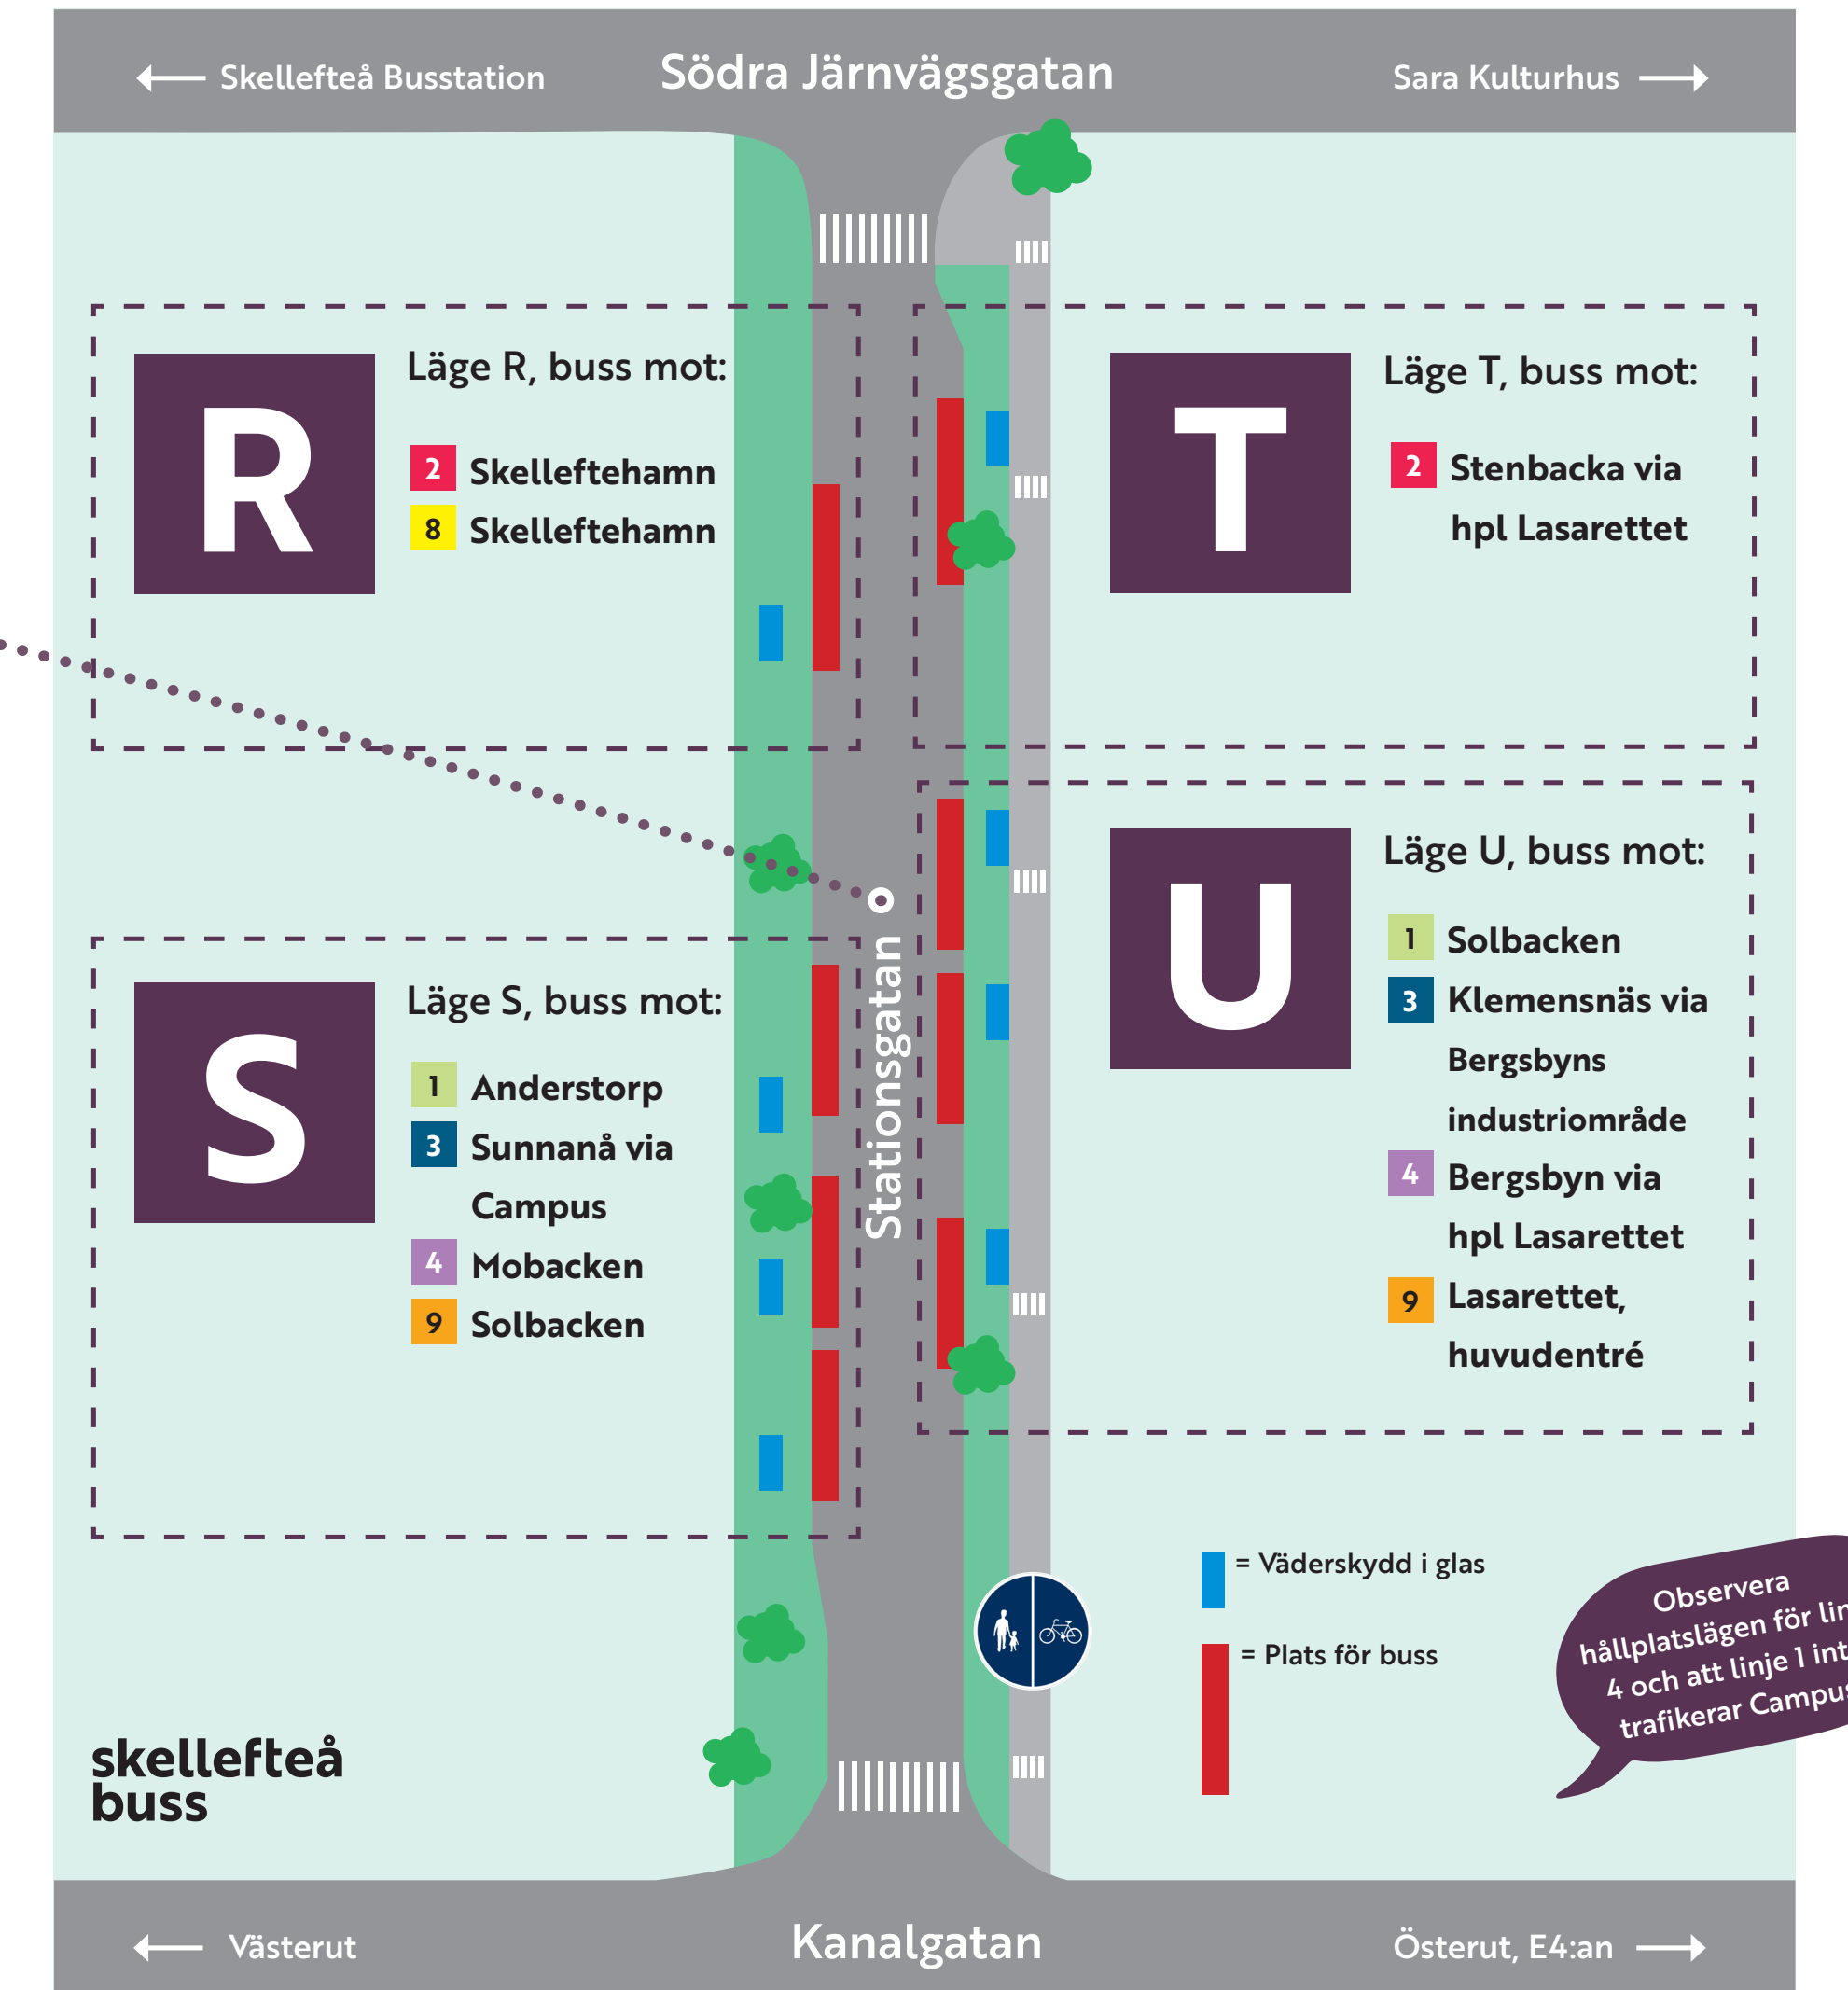 Skellefteå Busstation
Södra Järnvägsgatan
Sara Kulturhus
R
Läge R, buss mot:
2 Skelleftehamn
8 Skelleftehamn
T
Läge T, buss mot:
2 Stenbacka via
hpl Lasarettet
S
Läge S, buss mot:
1 Anderstorp
3 Sunnanå via
Campus
4 Mobacken
9 Solbacken
Stationsgatan
U
Läge U, buss mot:
1 Solbacken
3 Klemensnäs via
Bergsbyns
industriområde
4 Bergsbyn via
hpl Lasarettet
9 Lasarettet,
huvudentré
= Väderskydd i glas
= Plats för buss
Observera
hållplatslägen för
4 och att linje 1
trafikerar Campus
skellefteå
buss
Västerut
Kanalgatan
Österut, E4:an